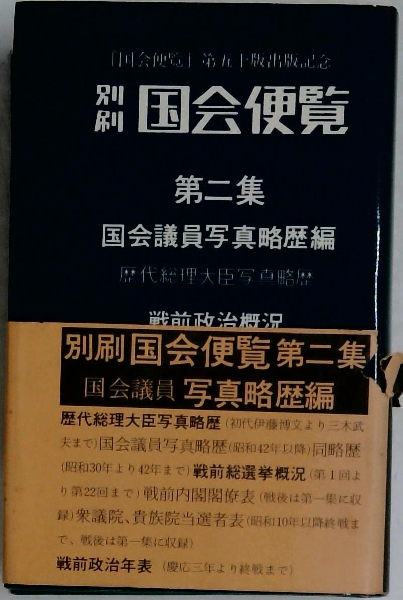 「国会便覧」第五十版出版記念
別刷 国会便覧
第二集
国会議員写真略歴編
歴代総理大臣写真略歴
戦前政治概況
別刷 国会便覧 第二集
国会議員 写真略歴編
歴代総理大臣写真略歴(初代伊藤博文より三木武
夫まで)国会議員写真略歴(昭和42年以降)同略歴
(昭和30年より42年まで)戦前総選挙概況(第1回よ
り第22回まで)戦前内閣閣僚表(戦後は第一集に収
録)衆議院、貴族院当選者表(昭和10年以降終戦ま
で、戦後は第一集に収録)
戦前政治年表(慶応三年より終戦まで)